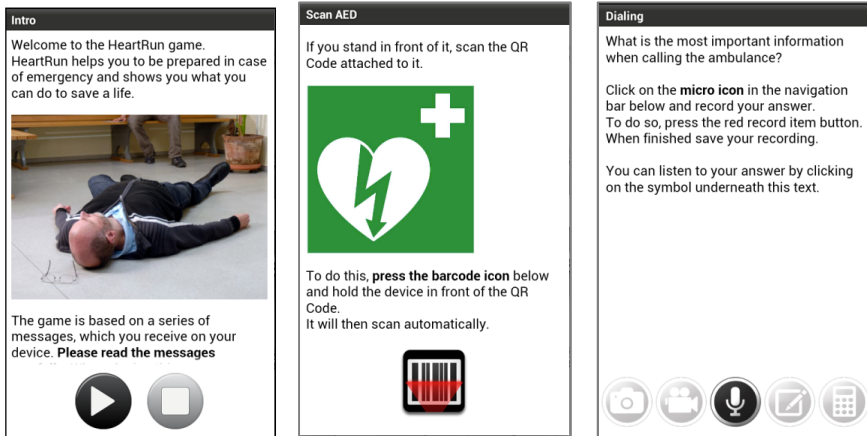 Intro
Welcome to the HeartRun game.
HeartRun helps you to be prepared in case
of emergency and shows you what you
can do to save a life.
The game is based on a series of
messages, which you receive on your
device. Please read the messages
Scan AED
If you stand in front of it, scan the QR
Code attached to it.
To do this, press the barcode icon below
and hold the device in front of the QR
Code.
It will then scan automatically.
Dialing
What is the most important information
when calling the ambulance?
Click on the micro icon in the navigation
bar below and record your answer.
To do so, press the red record item button.
When finished save your recording.
You can listen to your answer by clicking
on the symbol underneath this text.